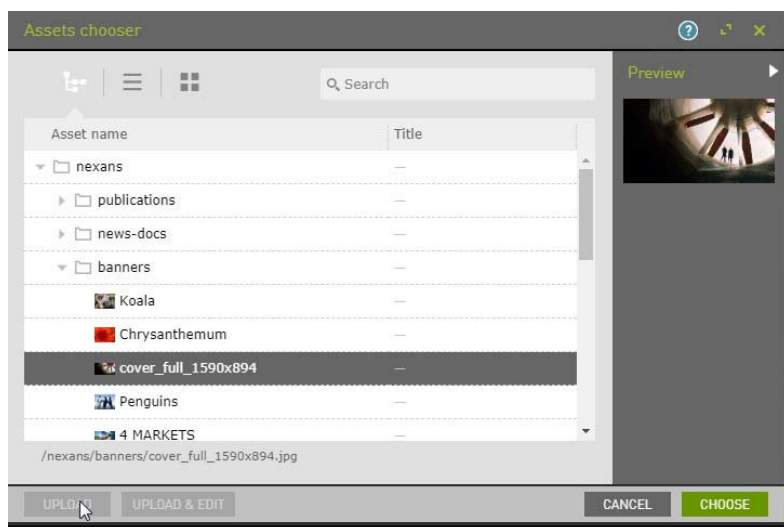 Assets chooser
Preview
Search
Asset name Title
nexans —
publications —
news-docs —
banners —
Koala —
Chrysanthemum —
cover_full_1590x894 —
Penguins —
4 MARKETS —
/nexans/banners/cover_full_1590x894.jpg
UPLOAD UPLOAD & EDIT CANCEL CHOOSE